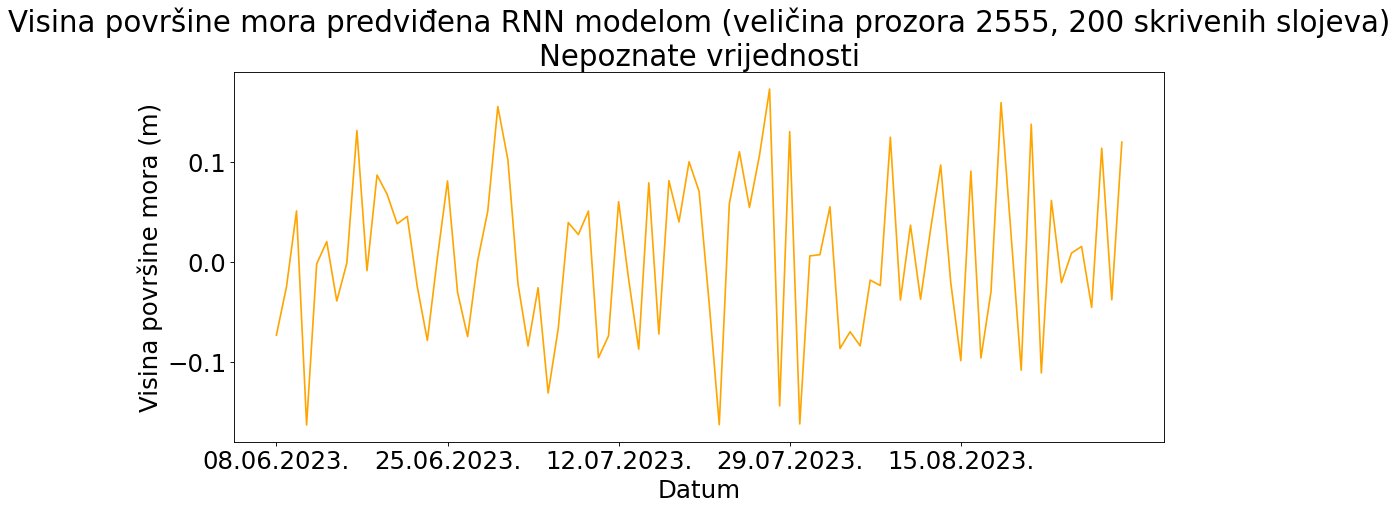 Visina površine mora predviđena RNN modelom (veličina prozora 2555, 200 skrivenih slojeva)
Nepoznate vrijednosti
Visina površine mora (m)
0.1
0.0
−0.1
08.06.2023. 25.06.2023. 12.07.2023. 29.07.2023. 15.08.2023.
Datum